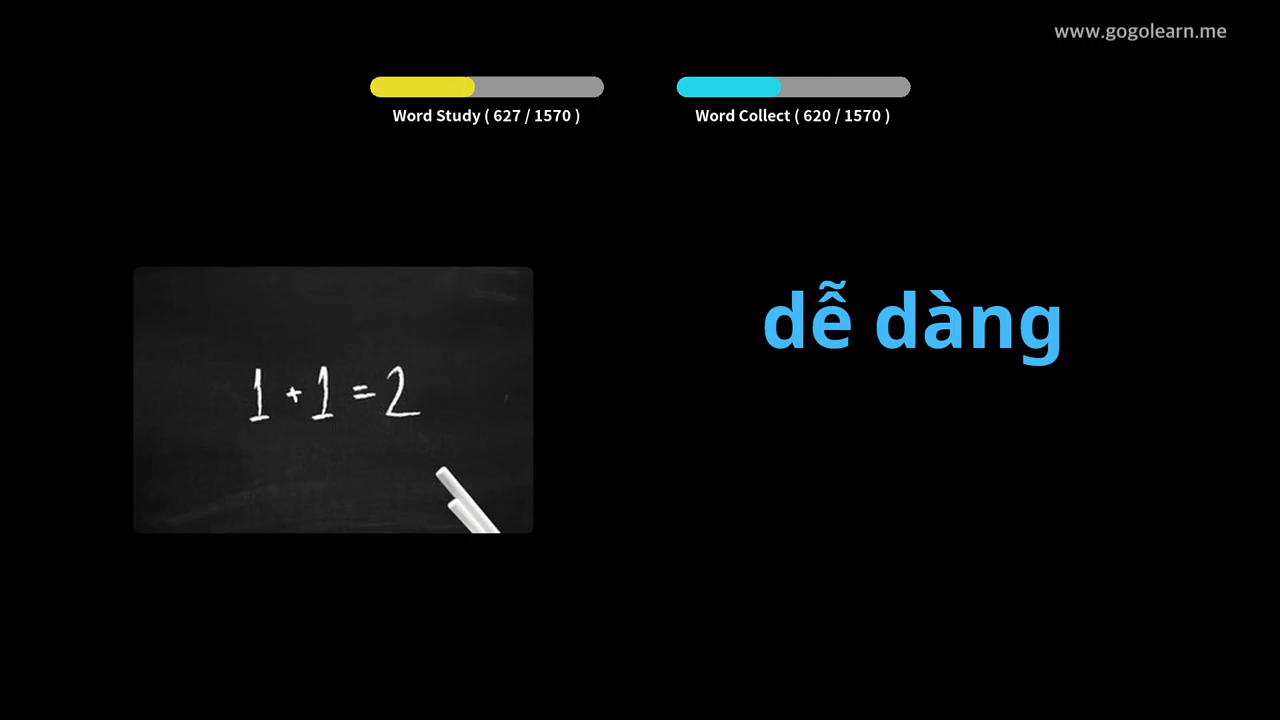 www.gogolearn.me
Word Study ( 627 / 1570 )
Word Collect ( 620 / 1570 )
dễ dàng
1 + 1 = 2